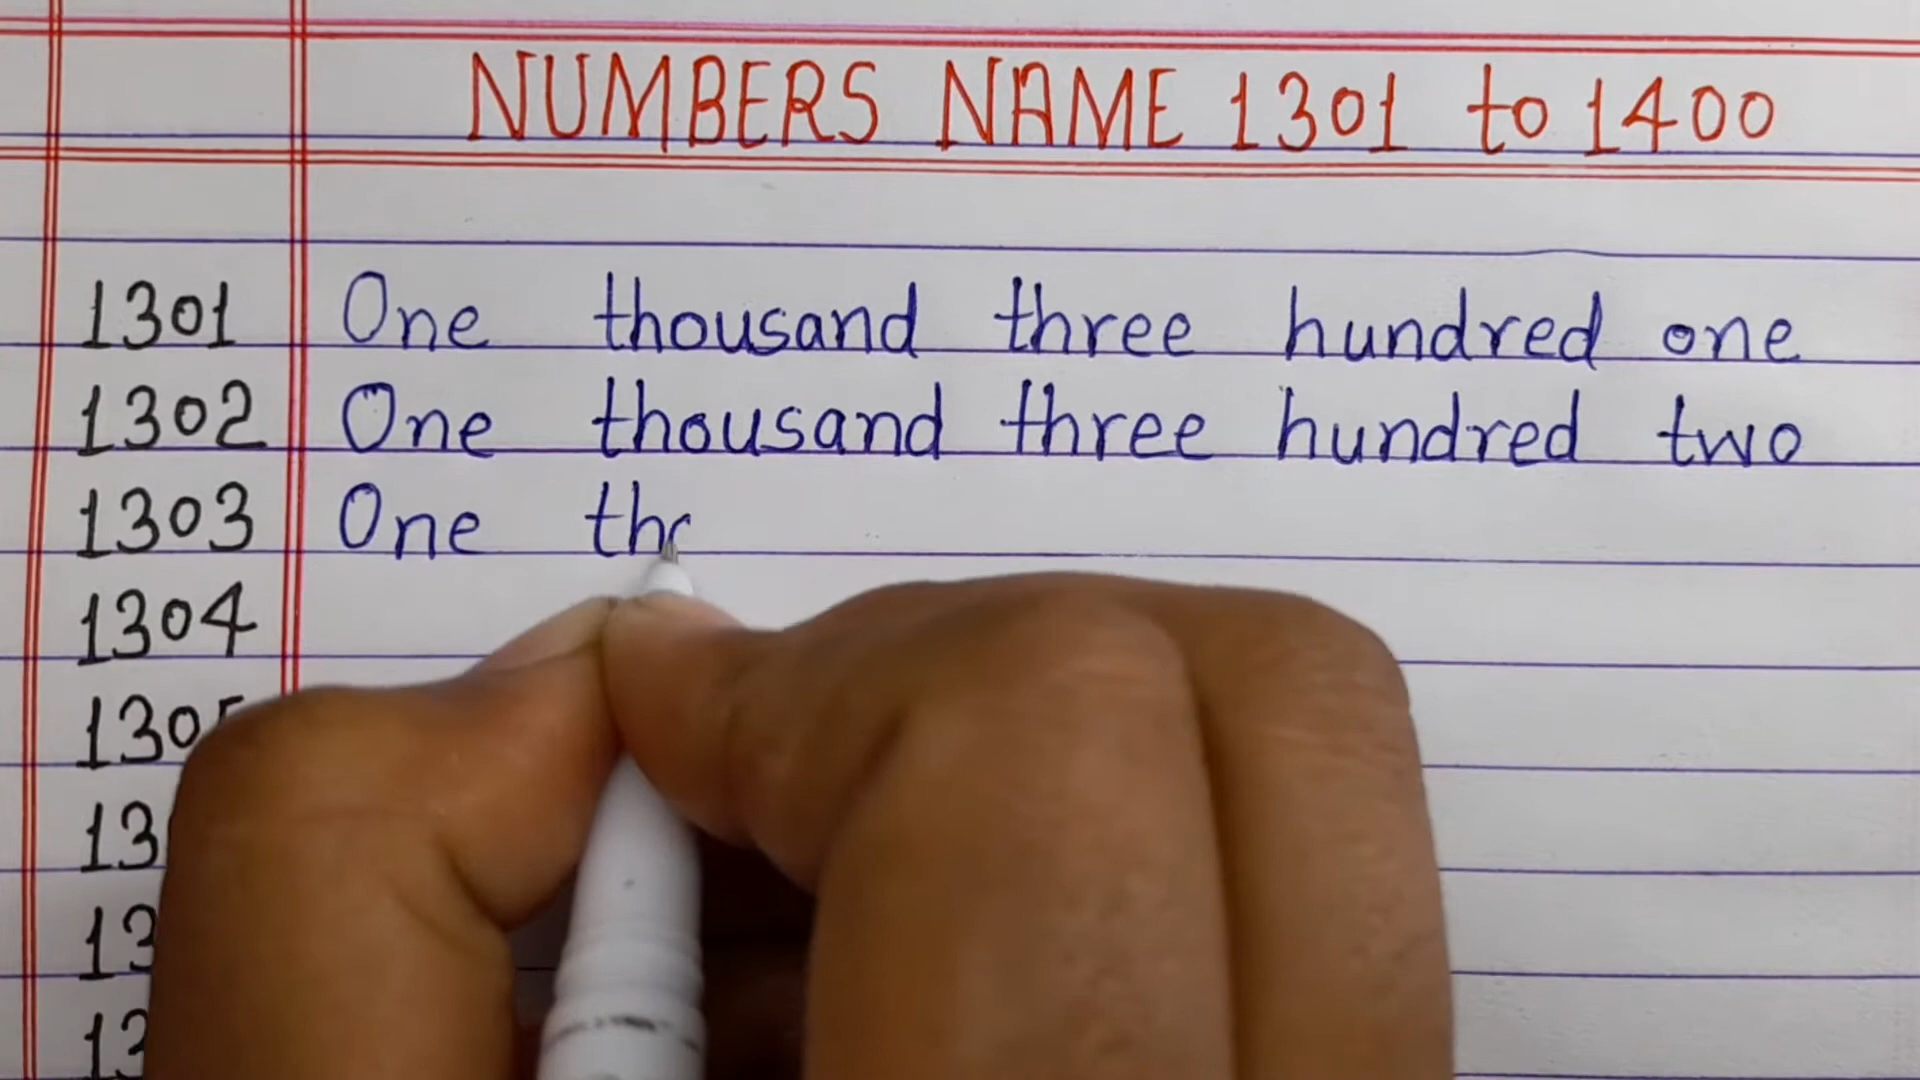 NUMBERS NAME 1301 to 1400
1301 One thousand three hundred one
1302 One thousand three hundred two
1303 One
1304